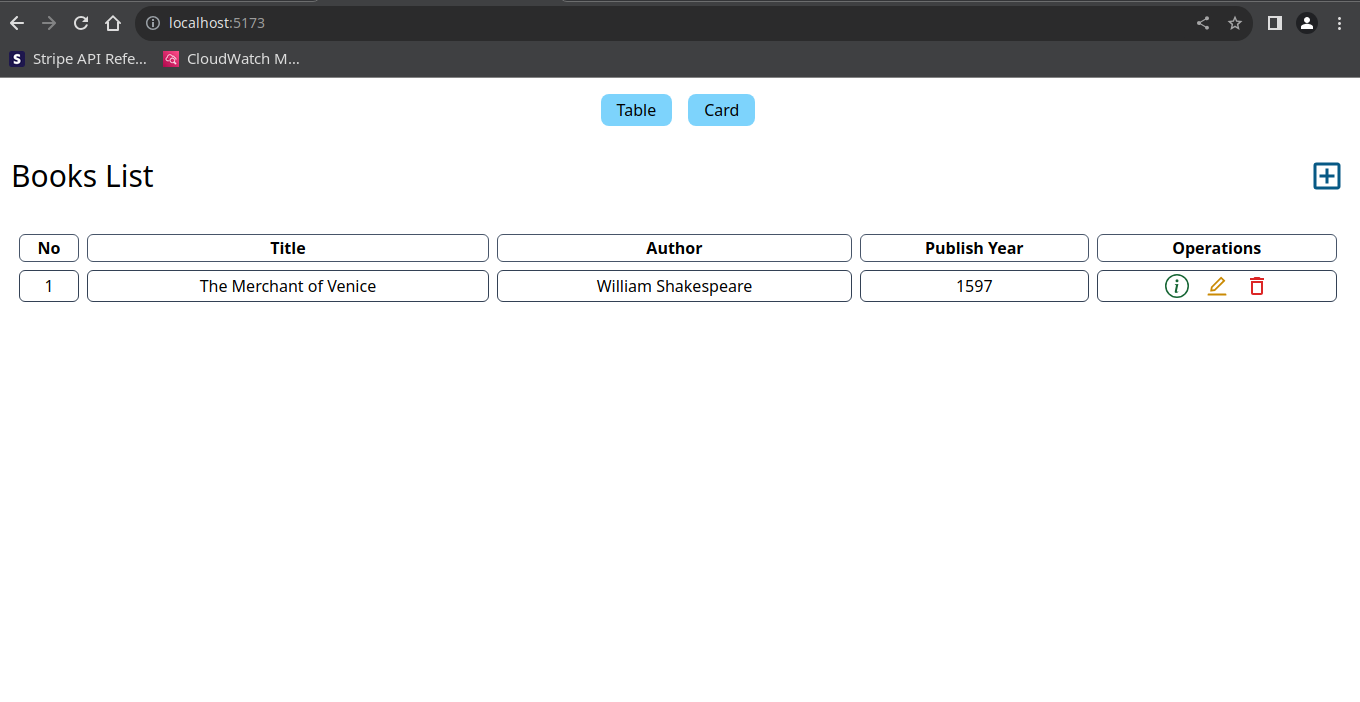 localhost:5173
Stripe API Refe... CloudWatch M...
Table Card
Books List
No Title Author Publish Year Operations
1 The Merchant of Venice William Shakespeare 1597